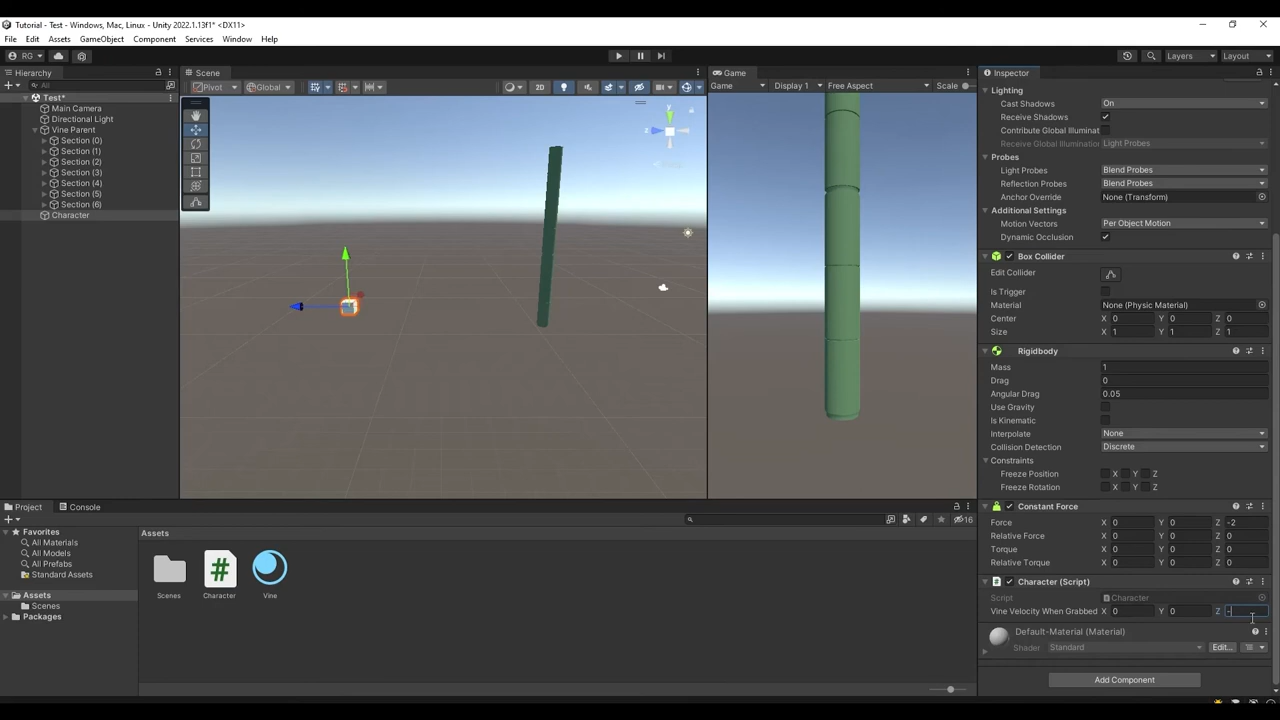 Tutorial - Test - Windows, Mac, Linux - Unity 2022.1.13f1* <DX11>
File Edit Assets GameObject Component Services Window Help
RG Layers Layout
Hierarchy
All
Test*
Main Camera
Directional Light
Vine Parent
Section (0)
Section (1)
Section (2)
Section (3)
Section (4)
Section (5)
Section (6)
Character
Scene
Pivot Global 2D
y
z
Game
Game Display 1 Free Aspect Scale
Inspector
Lighting
Cast Shadows On
Receive Shadows
Contribute Global Illuminat
Receive Global Illumination Light Probes
Probes
Light Probes Blend Probes
Reflection Probes Blend Probes
Anchor Override None (Transform)
Additional Settings
Motion Vectors Per Object Motion
Dynamic Occlusion
Box Collider
Edit Collider
Is Trigger
Material None (Physic Material)
Center X 0 Y 0 Z 0
Size X 1 Y 1 Z 1
Rigidbody
Mass 1
Drag 0
Angular Drag 0.05
Use Gravity
Is Kinematic
Interpolate None
Collision Detection Discrete
Constraints
Freeze Position X Y Z
Freeze Rotation X Y Z
Constant Force
Force X 0 Y 0 Z -2
Relative Force X 0 Y 0 Z 0
Torque X 0 Y 0 Z 0
Relative Torque X 0 Y 0 Z 0
# Character (Script)
Script Character
Vine Velocity When Grabbed X 0 Y 0 Z -
Default-Material (Material)
Shader Standard Edit...
Add Component
Project Console
16
Favorites
All Materials
All Models
All Prefabs
Standard Assets
Assets
Scenes
Packages
Assets
Scenes
# Character
Vine